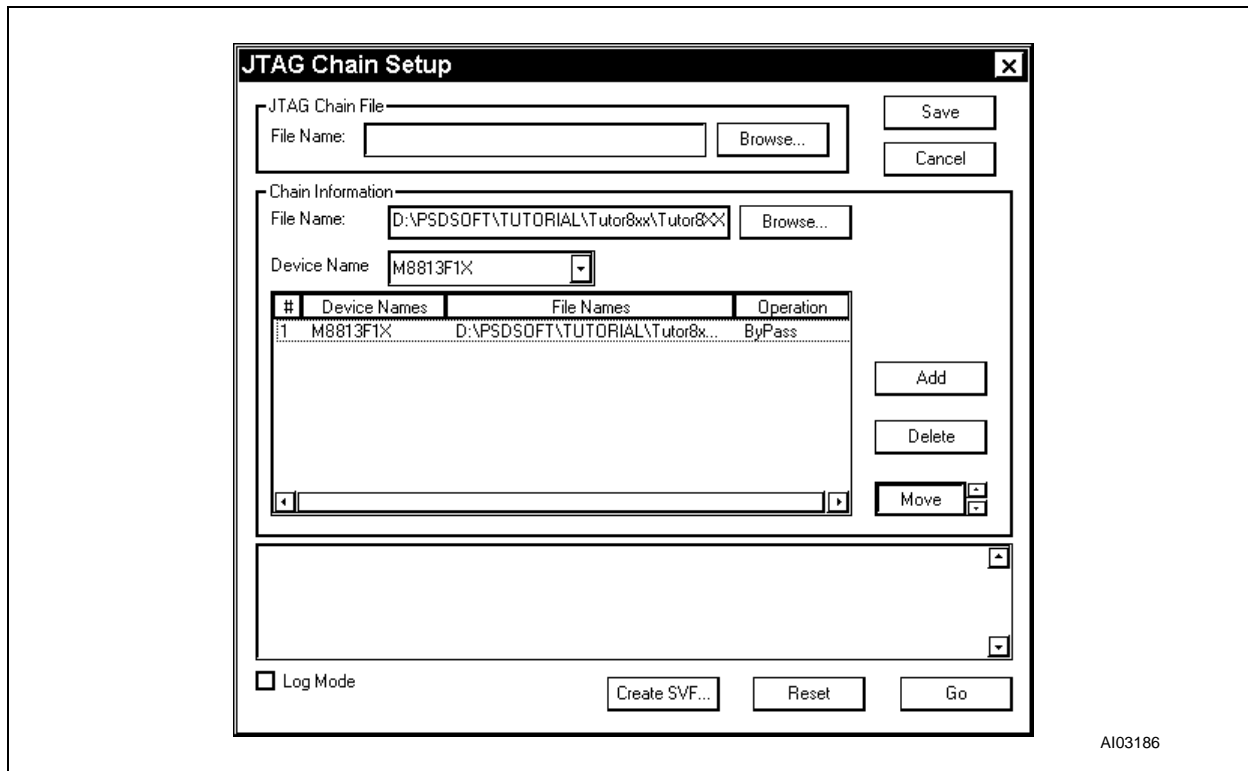 JTAG Chain Setup
JTAG Chain File
File Name:
Browse...
Save
Cancel
Chain Information
File Name:
D:\PSDSOFT\TUTORIAL\Tutor8xx\Tutor8XX
Browse...
Device Name
M8813F1X
# Device Names File Names Operation
1 M8813F1X D:\PSDSOFT\TUTORIAL\Tutor8x... ByPass
Add
Delete
Move
Log Mode
Create SVF...
Reset
Go
AI03186